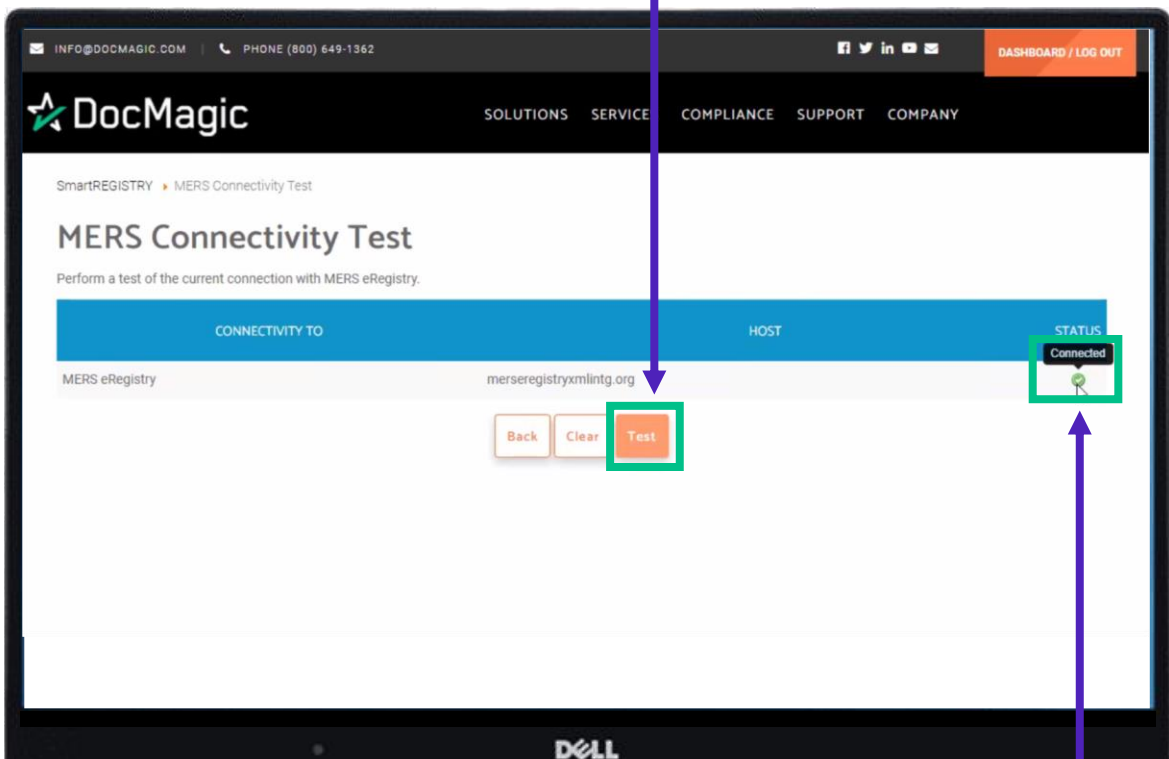 INFO@DOCMAGIC.COM | PHONE (800) 649-1362 DASHBOARD / LOG OUT
DocMagic SOLUTIONS SERVICE COMPLIANCE SUPPORT COMPANY
SmartREGISTRY MERS Connectivity Test
MERS Connectivity Test
Perform a test of the current connection with MERS eRegistry.
CONNECTIVITY TO HOST STATUS
Connected
MERS eRegistry merseregistryxmlintg.org
Back Clear Test
DELL